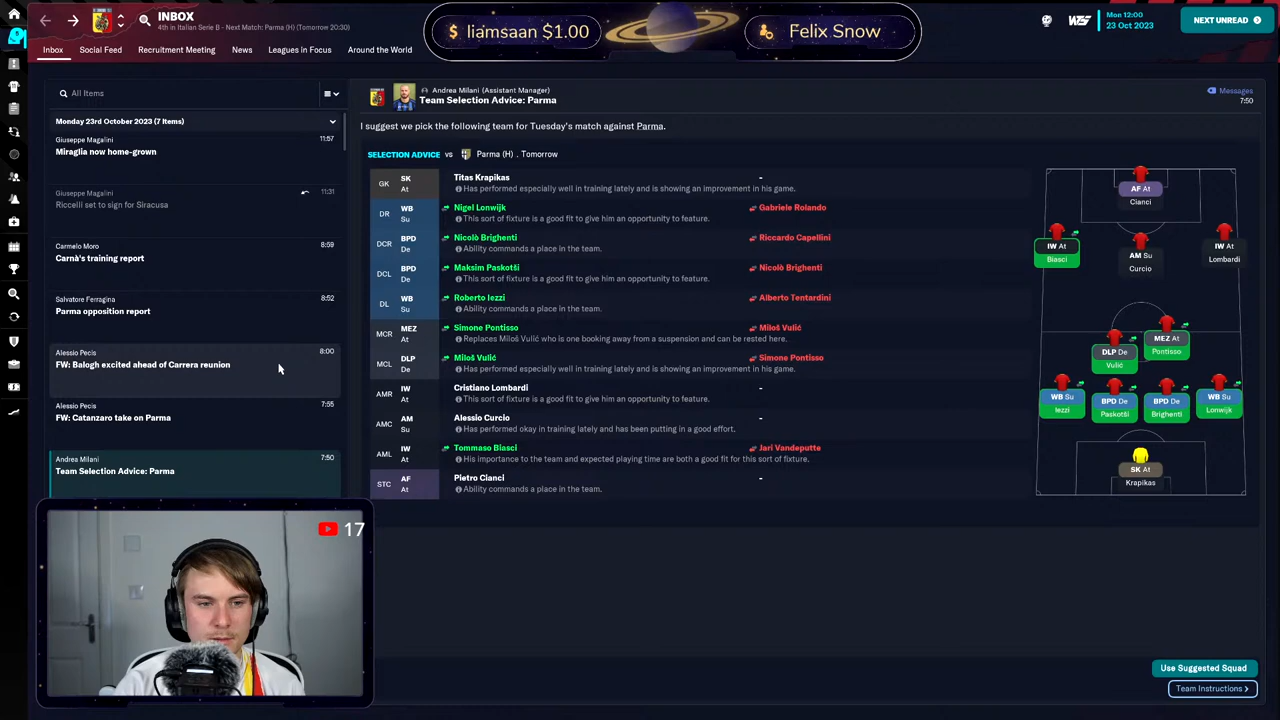 INBOX
4th in Italian Serie B - Next Match: Parma (H) (Tomorrow 20:30)
liamsaan $1.00
Felix Snow
Mon 12:00
23 Oct 2023
NEXT UNREAD
Inbox
Social Feed
Recruitment Meeting
News
Leagues in Focus
Around the World
All Items
Monday 23rd October 2023 (7 Items)
Giuseppe Magalini 11:57
Miraglia now home-grown
Giuseppe Magalini 11:31
Riccelli set to sign for Siracusa
Carmelo Moro 8:59
Carnà's training report
Salvatore Ferragina 8:52
Parma opposition report
Alessio Pecis 8:00
FW: Balogh excited ahead of Carrera reunion
Alessio Pecis 7:55
FW: Catanzaro take on Parma
Andrea Milani 7:50
Team Selection Advice: Parma
17
Andrea Milani (Assistant Manager)
Team Selection Advice: Parma
Messages
7:50
I suggest we pick the following team for Tuesday's match against Parma.
SELECTION ADVICE vs Parma (H) . Tomorrow
GK SK At Titas Krapikas -
Has performed especially well in training lately and is showing an improvement in his game.
DR WB Su Nigel Lonwijk Gabriele Rolando
This sort of fixture is a good fit to give him an opportunity to feature.
DCR BPD De Nicolò Brighenti Riccardo Capellini
Ability commands a place in the team.
DCL BPD De Maksim Paskotši Nicolò Brighenti
This sort of fixture is a good fit to give him an opportunity to feature.
DL WB Su Roberto Iezzi Alberto Tentardini
Ability commands a place in the team.
MCR MEZ At Simone Pontisso Miloš Vulić
Replaces Miloš Vulić who is one booking away from a suspension and can be rested here.
MCL DLP De Miloš Vulić Simone Pontisso
Has performed especially well in training lately and is showing an improvement in his game.
AMR IW At Cristiano Lombardi -
This sort of fixture is a good fit to give him an opportunity to feature.
AMC AM Su Alessio Curcio -
Has performed okay in training lately and has been putting in a good effort.
AML IW At Tommaso Biasci Jari Vandeputte
His importance to the team and expected playing time are both a good fit for this sort of fixture.
STC AF At Pietro Cianci -
Ability commands a place in the team.
AF At
Cianci
IW At
Biasci
AM Su
Curcio
IW At
Lombardi
DLP De
Vulić
MEZ At
Pontisso
WB Su
Iezzi
BPD De
Paskotši
BPD De
Brighenti
WB Su
Lonwijk
SK At
Krapikas
Use Suggested Squad
Team Instructions >